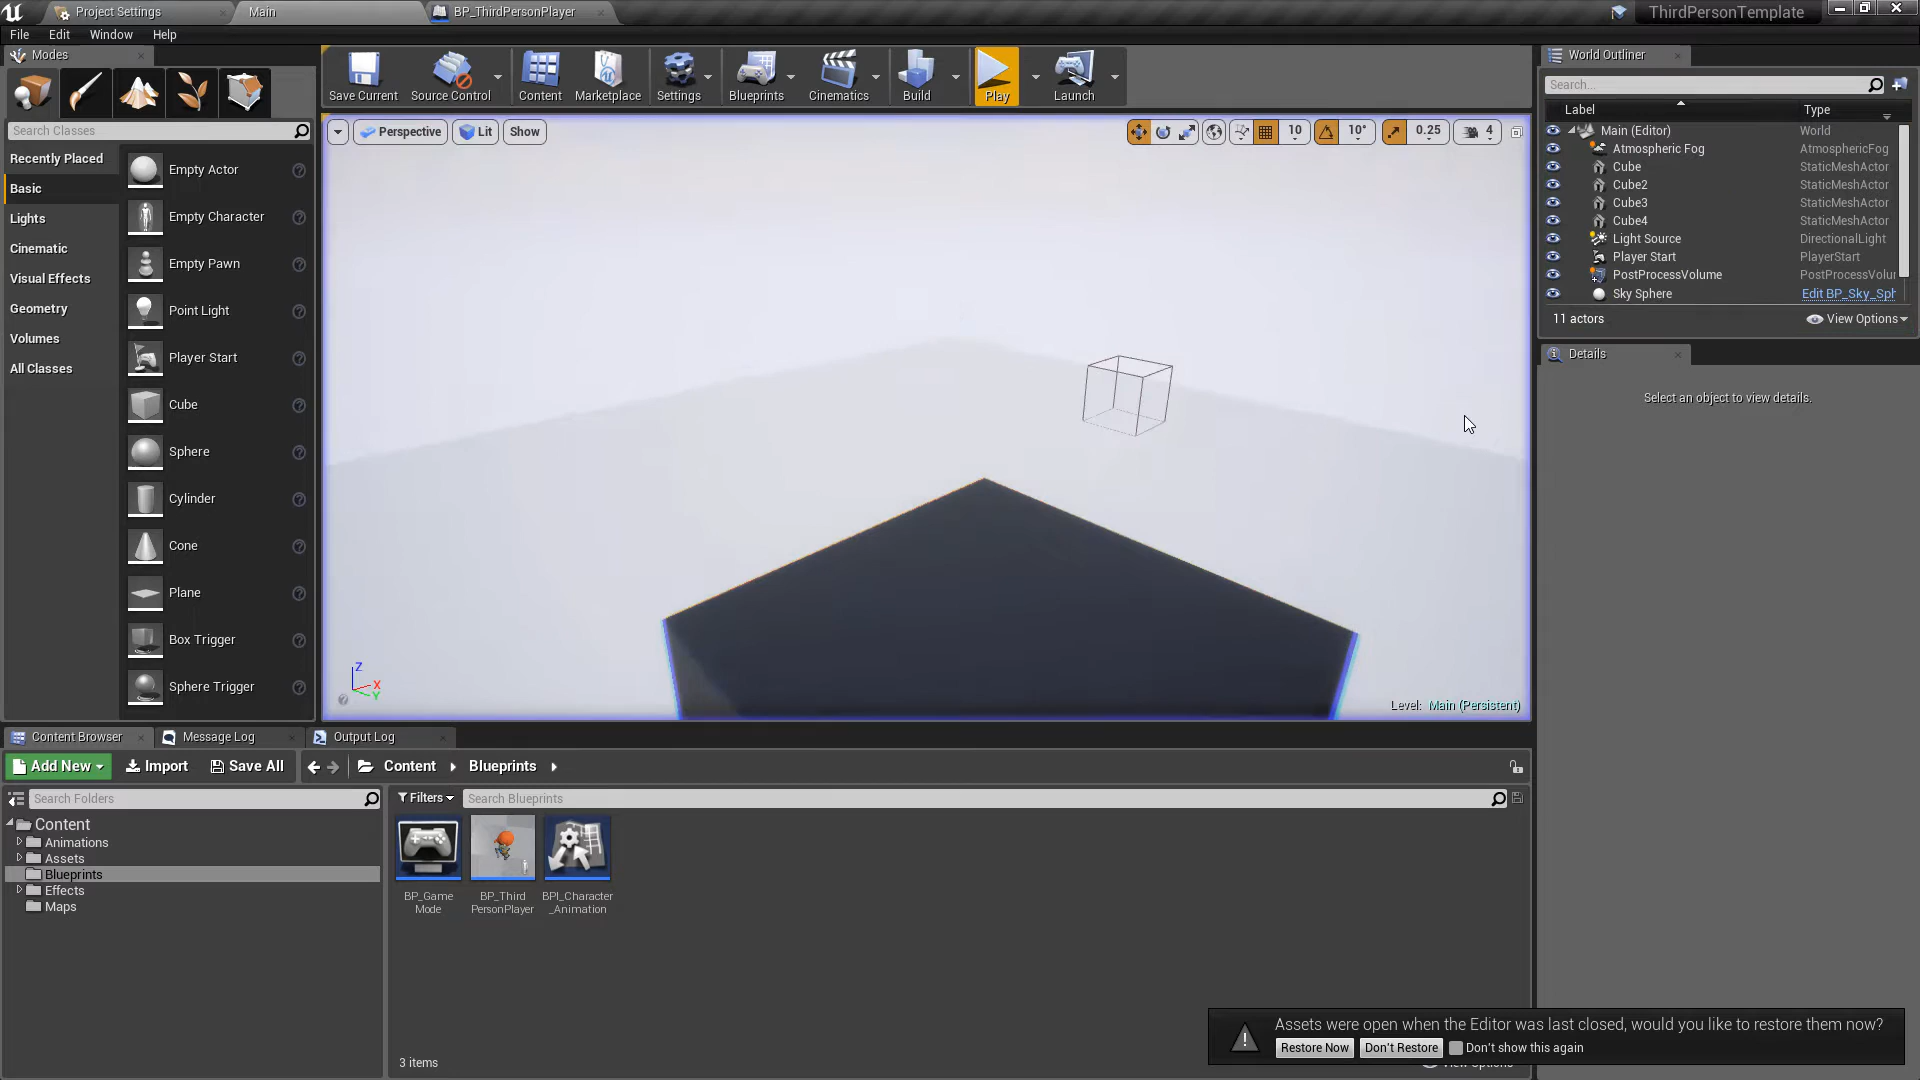 Project Settings
Main
BP_ThirdPersonPlayer
ThirdPersonTemplate
File
Edit
Window
Help
Modes
Save Current
Source Control
Content
Marketplace
Settings
Blueprints
Cinematics
Build
Play
Launch
World Outliner
Search...
Search Classes
Perspective
Lit
Show
10
10°
0.25
4
Label
Type
Main (Editor)
World
Atmospheric Fog
AtmosphericFog
Cube
StaticMeshActor
Cube2
StaticMeshActor
Cube3
StaticMeshActor
Cube4
StaticMeshActor
Light Source
DirectionalLight
Player Start
PlayerStart
PostProcessVolume
PostProcessVolur
Sky Sphere
Edit BP_Sky_Sph
11 actors
View Options
Recently Placed
Basic
Lights
Cinematic
Visual Effects
Geometry
Volumes
All Classes
Empty Actor
Empty Character
Empty Pawn
Point Light
Player Start
Cube
Sphere
Cylinder
Cone
Plane
Box Trigger
Sphere Trigger
Details
Select an object to view details.
Z
X
Y
Level: Main (Persistent)
Content Browser
Message Log
Output Log
Add New
Import
Save All
Content
Blueprints
Search Folders
Filters
Search Blueprints
Content
Animations
Assets
Blueprints
Effects
Maps
BP_Game
Mode
BP_Third
PersonPlayer
BPI_Character
_Animation
3 items
Assets were open when the Editor was last closed, would you like to restore them now?
Restore Now
Don't Restore
Don't show this again